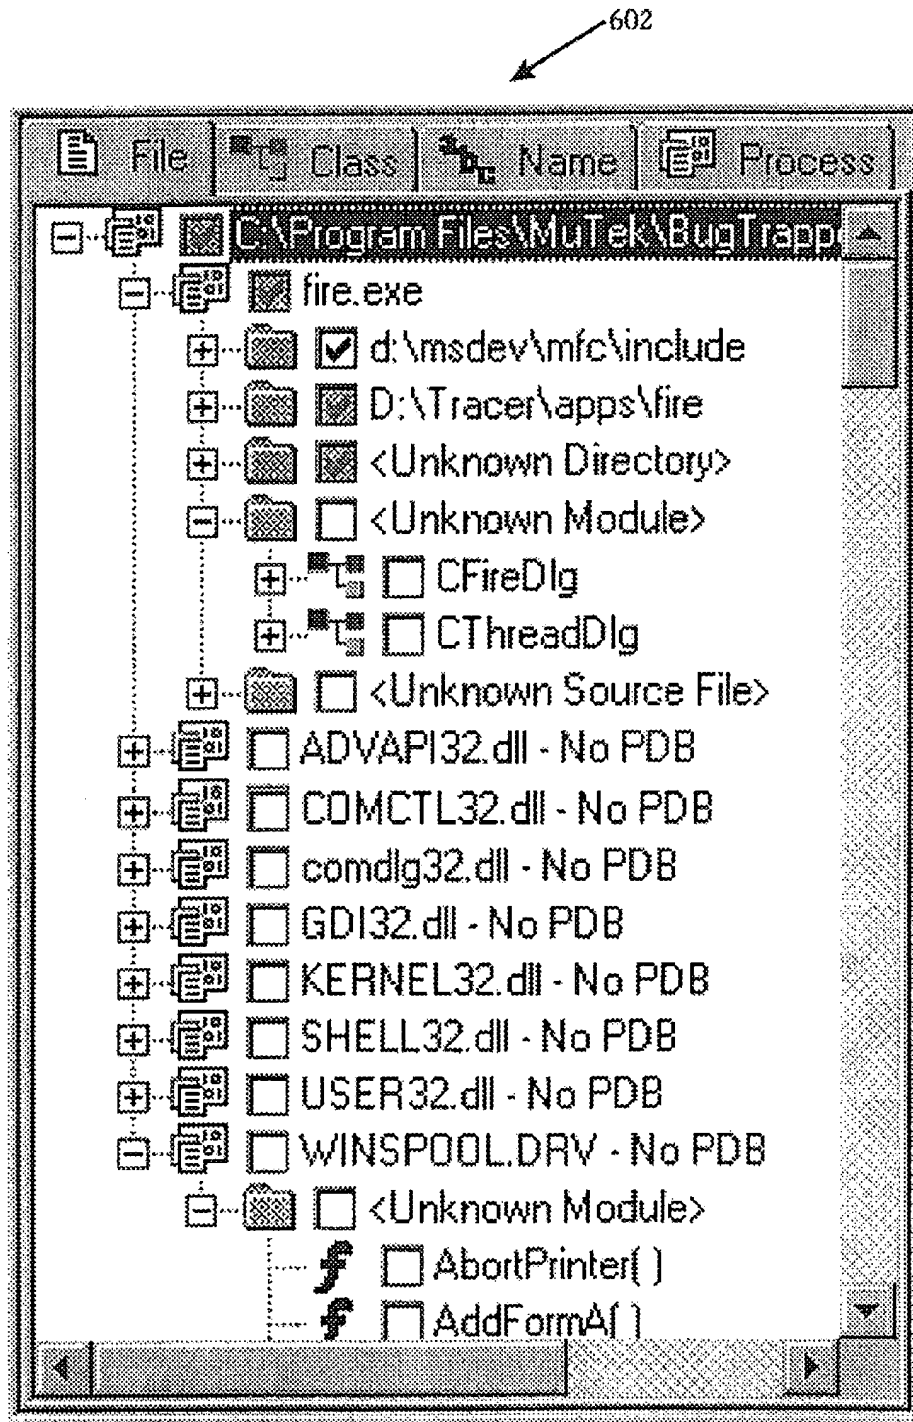 602
File Class Name Process
C:\Program Files\MuTek\BugTrappe
fire.exe
d:\msdev\mfc\include
D:\Tracer\apps\fire
<Unknown Directory>
<Unknown Module>
CFireDlg
CThreadDlg
<Unknown Source File>
ADVAPI32.dll - No PDB
COMCTL32.dll - No PDB
comdlg32.dll - No PDB
GDI32.dll - No PDB
KERNEL32.dll - No PDB
SHELL32.dll - No PDB
USER32.dll - No PDB
WINSPOOL.DRV - No PDB
<Unknown Module>
AbortPrinter( )
AddFormA( )